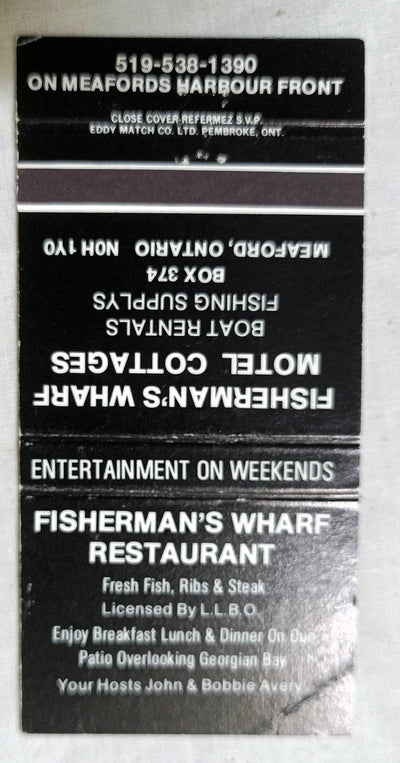 519-538-1390
ON MEAFORDS HARBOUR FRONT
CLOSE COVER-REFERMEZ S.V.P.
EDDY MATCH CO. LTD. PEMBROKE, ONT.
FISHERMAN'S WHARF
MOTEL COTTAGES
BOAT RENTALS
FISHING SUPPLYS
BOX 374
MEAFORD, ONTARIO N0H 1Y0
ENTERTAINMENT ON WEEKENDS
FISHERMAN'S WHARF
RESTAURANT
Fresh Fish, Ribs & Steak
Licensed By L.L.B.O.
Enjoy Breakfast Lunch & Dinner On Our
Patio Overlooking Georgian Bay
Your Hosts John & Bobbie Avery